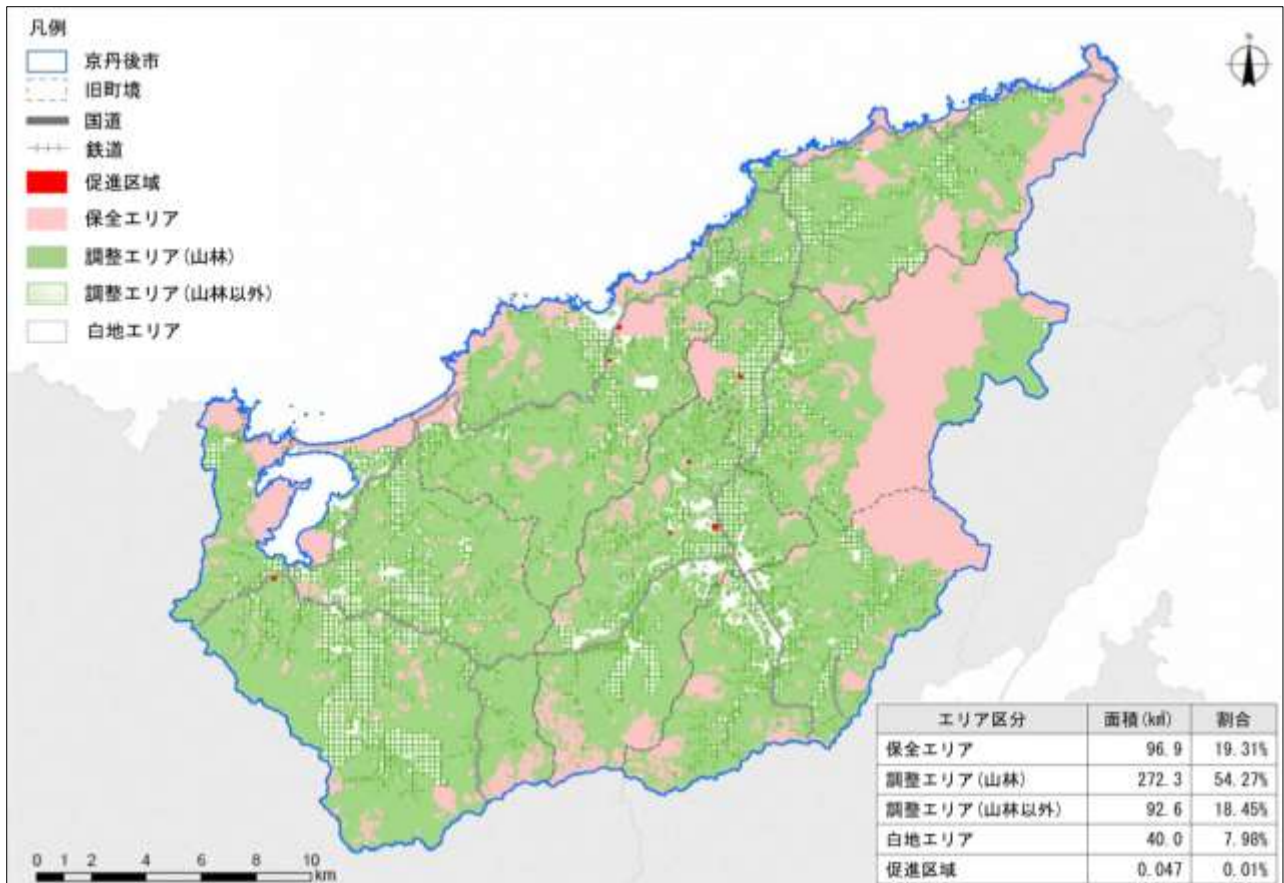 凡例
京丹後市
旧町境
国道
鉄道
促進区域
保全エリア
調整エリア(山林)
調整エリア(山林以外)
白地エリア
エリア区分 面積(k㎡) 割合
保全エリア 96.9 19.31%
調整エリア(山林) 272.3 54.27%
調整エリア(山林以外) 92.6 18.45%
白地エリア 40.0 7.98%
促進区域 0.047 0.01%
0 1 2 4 6 8 10
km